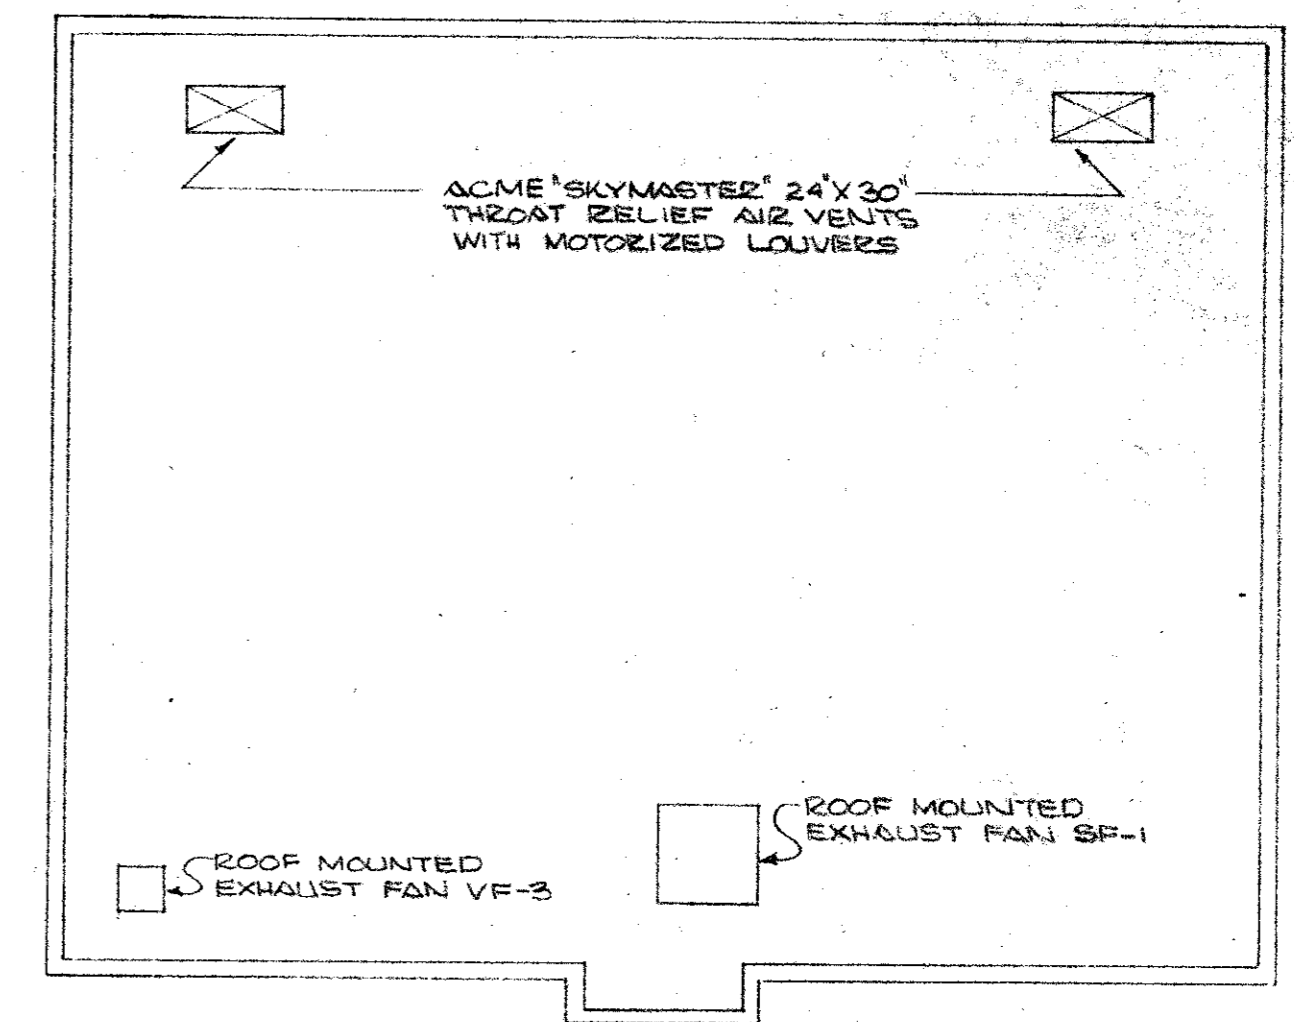 ACME "SKYMASTER" 24"X30"
THROAT RELIEF AIR VENTS
WITH MOTORIZED LOUVERS
ROOF MOUNTED
EXHAUST FAN SF-1
ROOF MOUNTED
EXHAUST FAN VF-3